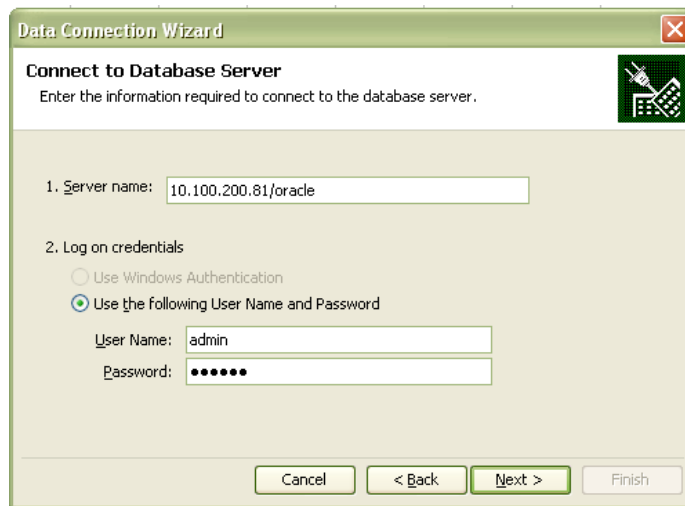 Data Connection Wizard
Connect to Database Server
Enter the information required to connect to the database server.
1. Server name: 10.100.200.81/oracle
2. Log on credentials
Use Windows Authentication
Use the following User Name and Password
User Name: admin
Password: ••••••
Cancel < Back Next > Finish